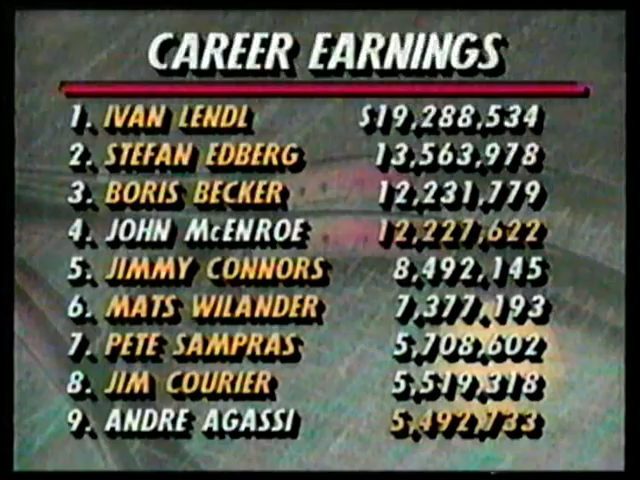 CAREER EARNINGS
1. IVAN LENDL $19,288,534
2. STEFAN EDBERG 13,563,978
3. BORIS BECKER 12,231,779
4. JOHN McENROE 12,227,622
5. JIMMY CONNORS 8,492,145
6. MATS WILANDER 7,377,193
7. PETE SAMPRAS 5,708,602
8. JIM COURIER 5,519,318
9. ANDRE AGASSI 5,492,733